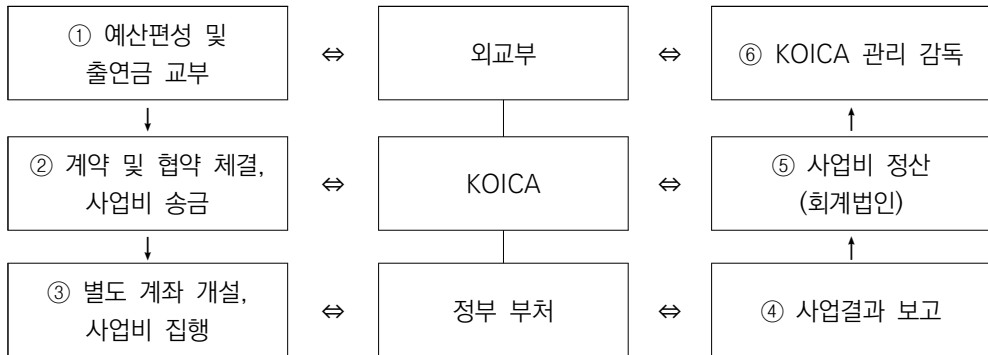 ① 예산편성 및
출연금 교부
⇔
외교부
⇔
⑥ KOICA 관리 감독
② 계약 및 협약 체결,
사업비 송금
⇔
KOICA
⇔
⑤ 사업비 정산
(회계법인)
③ 별도 계좌 개설,
사업비 집행
⇔
정부 부처
⇔
④ 사업결과 보고